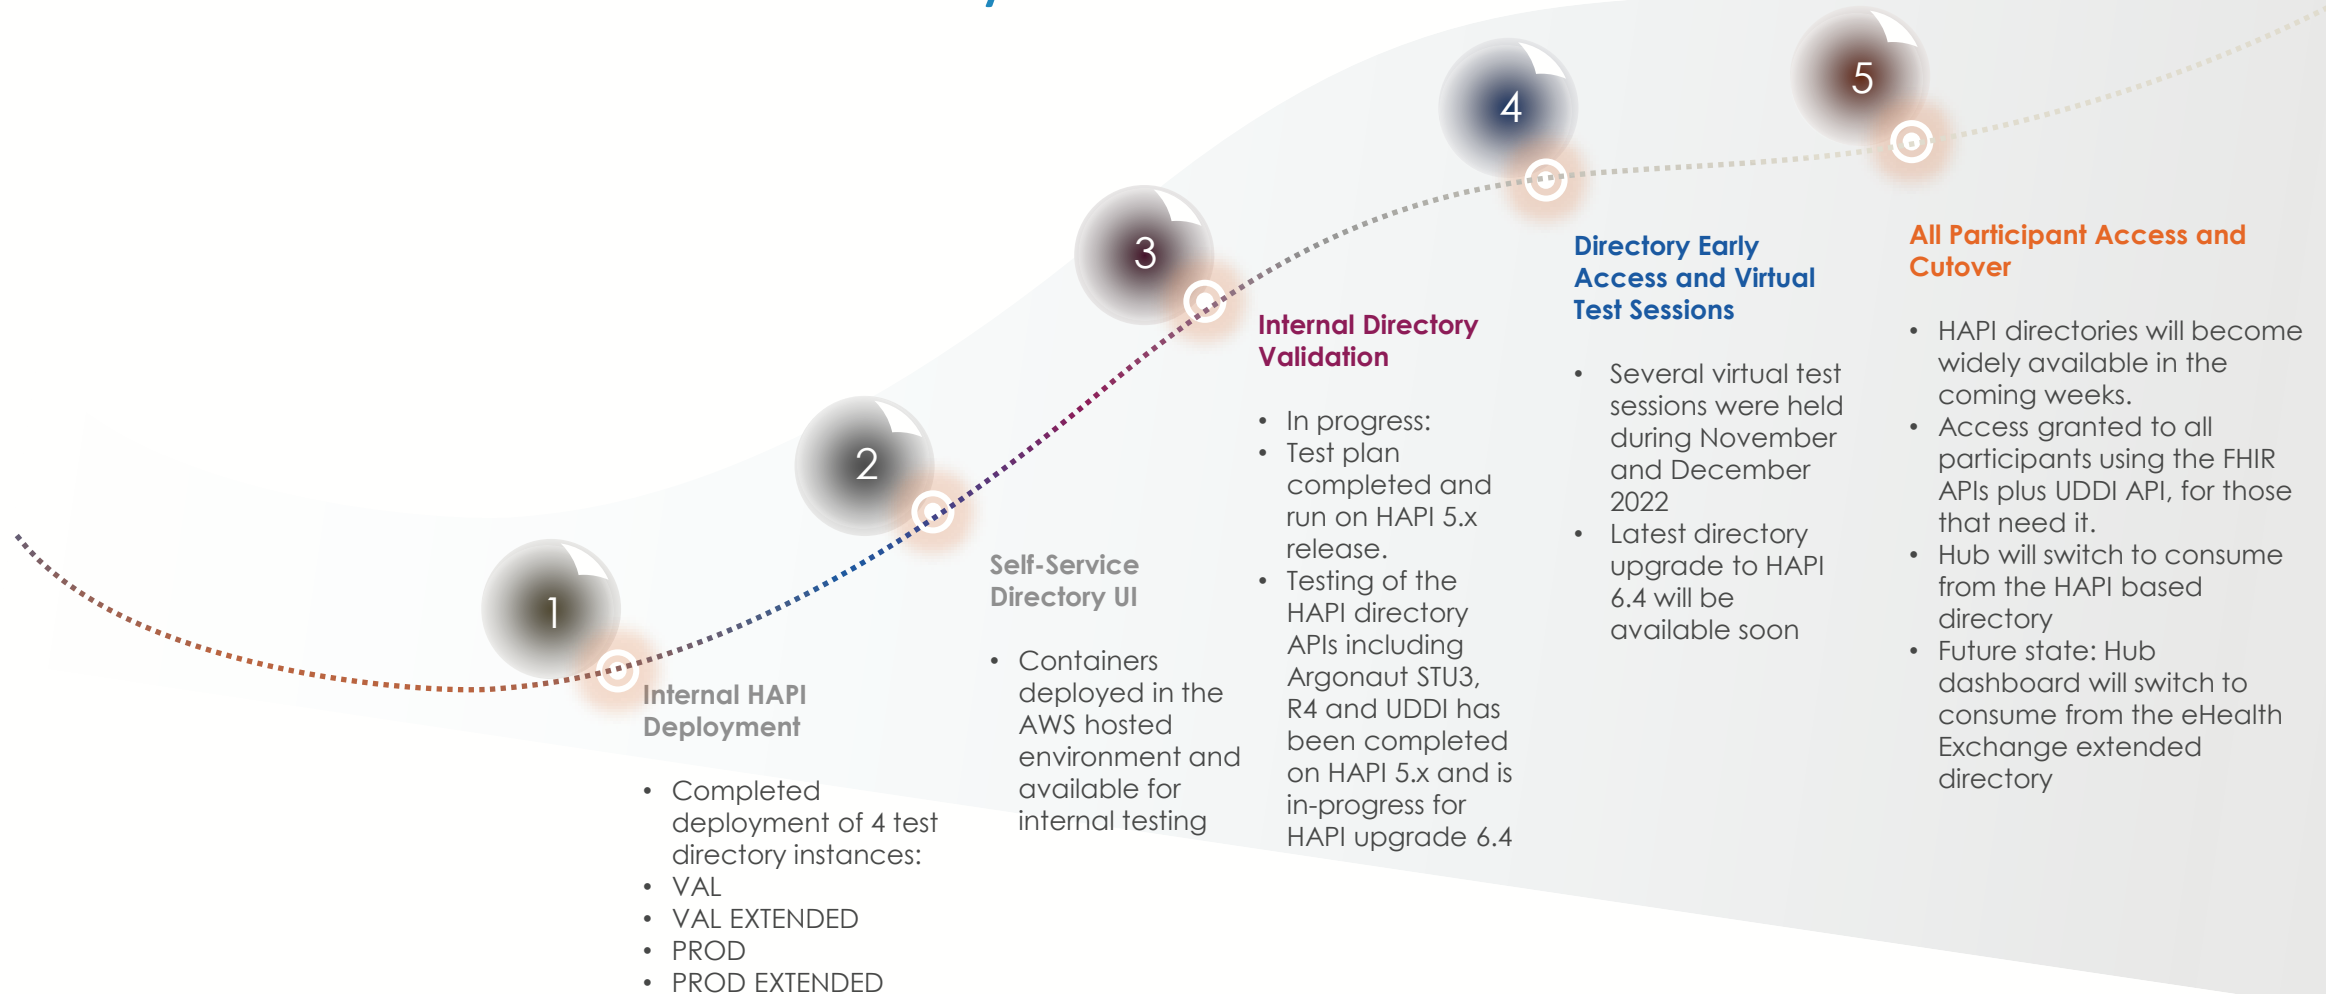 1
Internal HAPI
Deployment
• Completed
deployment of 4 test
directory instances:
• VAL
• VAL EXTENDED
• PROD
• PROD EXTENDED
2
Self-Service
Directory UI
• Containers
deployed in the
AWS hosted
environment and
available for
internal testing
3
Internal Directory
Validation
• In progress:
• Test plan
completed and
run on HAPI 5.x
release.
• Testing of the
HAPI directory
APIs including
Argonaut STU3,
R4 and UDDI has
been completed
on HAPI 5.x and is
in-progress for
HAPI upgrade 6.4
4
Directory Early
Access and Virtual
Test Sessions
• Several virtual test
sessions were held
during November
and December
2022
• Latest directory
upgrade to HAPI
6.4 will be
available soon
5
All Participant Access and
Cutover
• HAPI directories will become
widely available in the
coming weeks.
• Access granted to all
participants using the FHIR
APIs plus UDDI API, for those
that need it.
• Hub will switch to consume
from the HAPI based
directory
• Future state: Hub
dashboard will switch to
consume from the eHealth
Exchange extended
directory